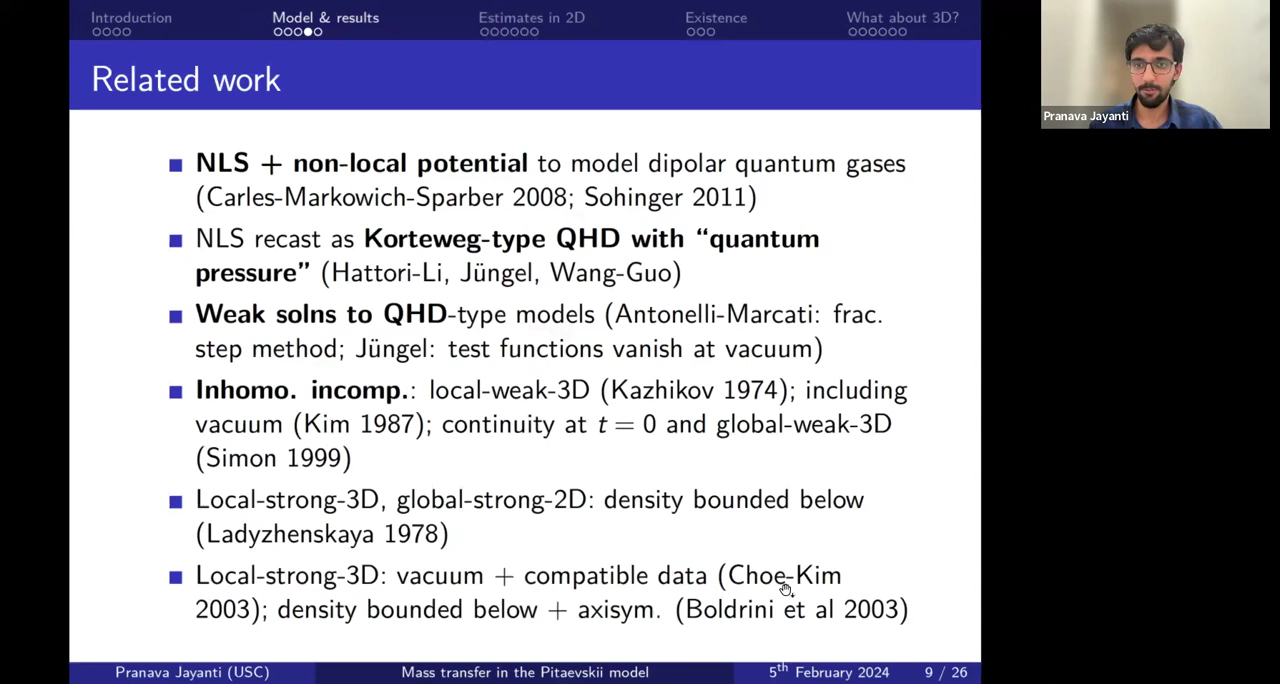 Introduction Model & results Estimates in 2D Existence What about 3D?
Related work
NLS + non-local potential to model dipolar quantum gases
(Carles-Markowich-Sparber 2008; Sohinger 2011)
NLS recast as Korteweg-type QHD with “quantum
pressure” (Hattori-Li, Jüngel, Wang-Guo)
Weak solns to QHD-type models (Antonelli-Marcati: frac.
step method; Jüngel: test functions vanish at vacuum)
Inhomo. incomp.: local-weak-3D (Kazhikov 1974); including
vacuum (Kim 1987); continuity at t = 0 and global-weak-3D
(Simon 1999)
Local-strong-3D, global-strong-2D: density bounded below
(Ladyzhenskaya 1978)
Local-strong-3D: vacuum + compatible data (Choe-Kim
2003); density bounded below + axisym. (Boldrini et al 2003)
Pranava Jayanti (USC) Mass transfer in the Pitaevskii model 5th February 2024 9 / 26
Pranava Jayanti